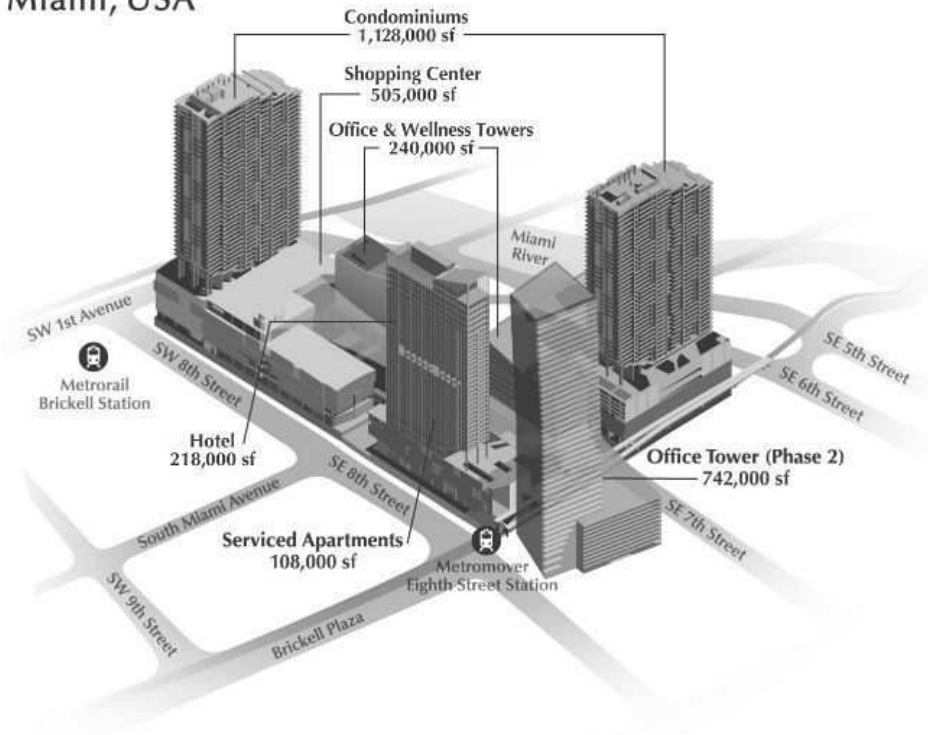 Miami, USA
Condominiums
1,128,000 sf
Shopping Center
505,000 sf
Office & Wellness Towers
240,000 sf
Miami
River
SW 1st Avenue
Metrorail
Brickell Station
SW 8th Street
SE 5th Street
SE 6th Street
Hotel
218,000 sf
SE 8th Street
Office Tower (Phase 2)
742,000 sf
South Miami Avenue
SE 7th Street
Serviced Apartments
108,000 sf
Metromover
Eighth Street Station
SW 9th Street
Brickell Plaza